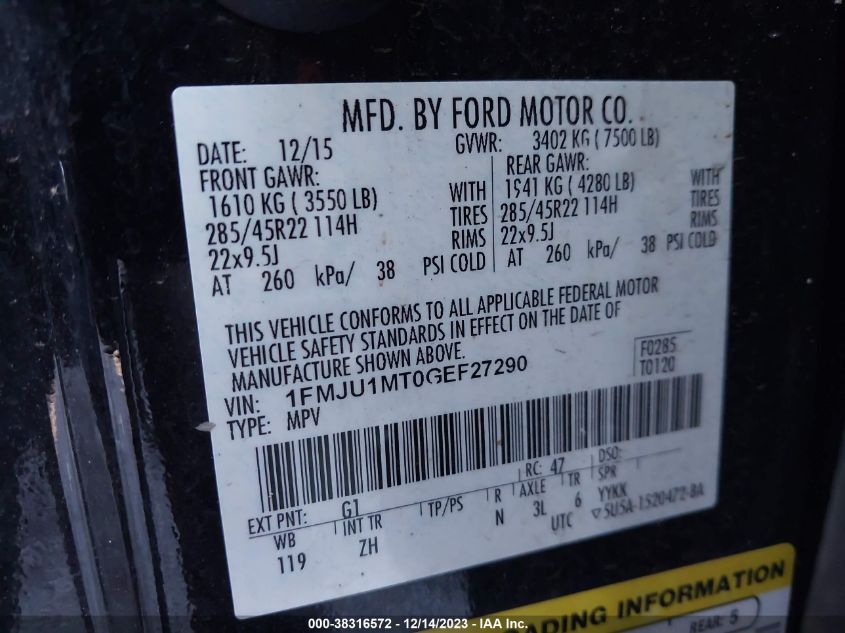 MFD. BY FORD MOTOR CO.
DATE: 12/15 GVWR: 3402 KG ( 7500 LB)
FRONT GAWR: REAR GAWR:
1610 KG ( 3550 LB) WITH 1941 KG ( 4280 LB) WITH
285/45R22 114H TIRES 285/45R22 114H TIRES
22x9.5J RIMS 22x9.5J RIMS
AT 260 kPa/ 38 PSI COLD AT 260 kPa/ 38 PSI COLD
THIS VEHICLE CONFORMS TO ALL APPLICABLE FEDERAL MOTOR
VEHICLE SAFETY STANDARDS IN EFFECT ON THE DATE OF
MANUFACTURE SHOWN ABOVE.
F0285
VIN: 1FMJU1MT0GEF27290 T0120
TYPE: MPV
EXT PNT: G1 RC: 47 DSO:
WB INT TR TP/PS R AXLE TR SPR
119 ZH N 3L 6 YYKK
UTC ▽5U5A-1520472-BA
ADING INFORMATION
REAR: 5
000-38316572 - 12/14/2023 - IAA Inc.